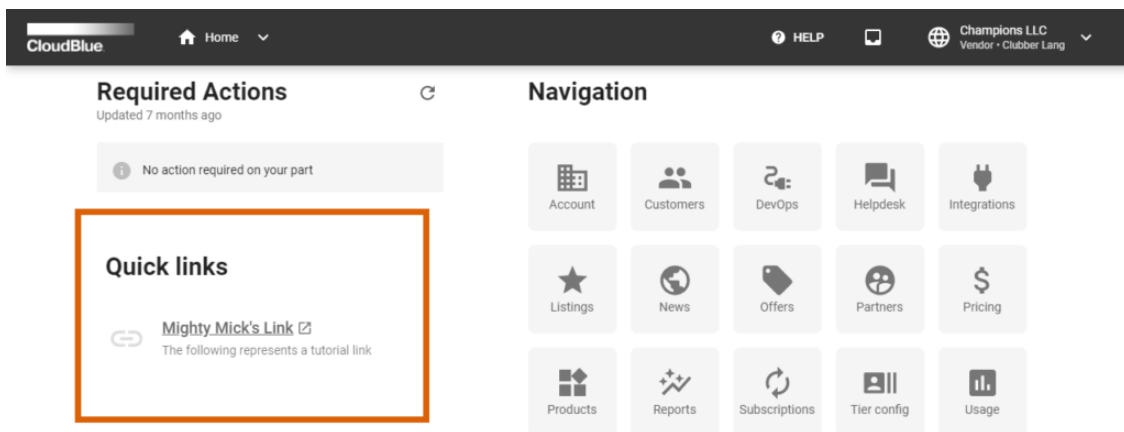 CloudBlue.
Home
HELP
Champions LLC
Vendor • Clubber Lang
Required Actions
Updated 7 months ago
No action required on your part
Quick links
Mighty Mick's Link
The following represents a tutorial link
Navigation
Account
Customers
DevOps
Helpdesk
Integrations
Listings
News
Offers
Partners
Pricing
Products
Reports
Subscriptions
Tier config
Usage